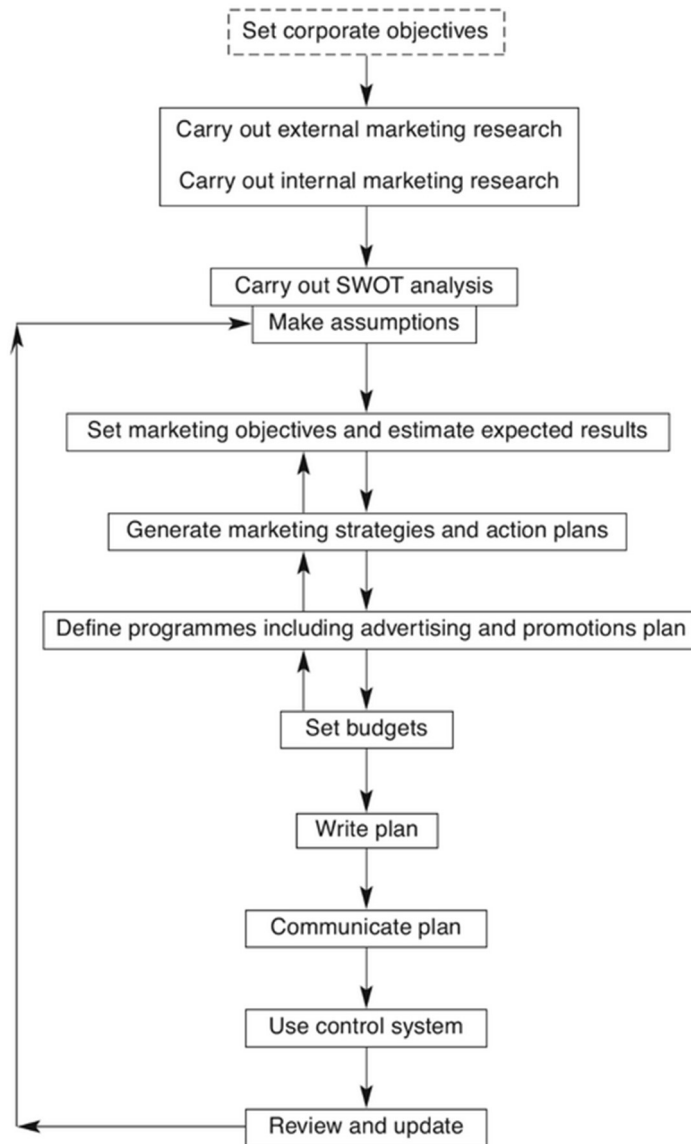 Set corporate objectives
Carry out external marketing research
Carry out internal marketing research
Carry out SWOT analysis
Make assumptions
Set marketing objectives and estimate expected results
Generate marketing strategies and action plans
Define programmes including advertising and promotions plan
Set budgets
Write plan
Communicate plan
Use control system
Review and update